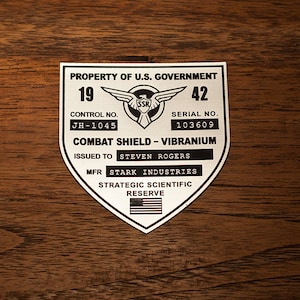 PROPERTY OF U.S. GOVERNMENT
19 SSR 42
CONTROL NO. SERIAL NO.
JH-1045 103609
COMBAT SHIELD - VIBRANIUM
ISSUED TO STEVEN ROGERS
MFR STARK INDUSTRIES
STRATEGIC SCIENTIFIC
RESERVE